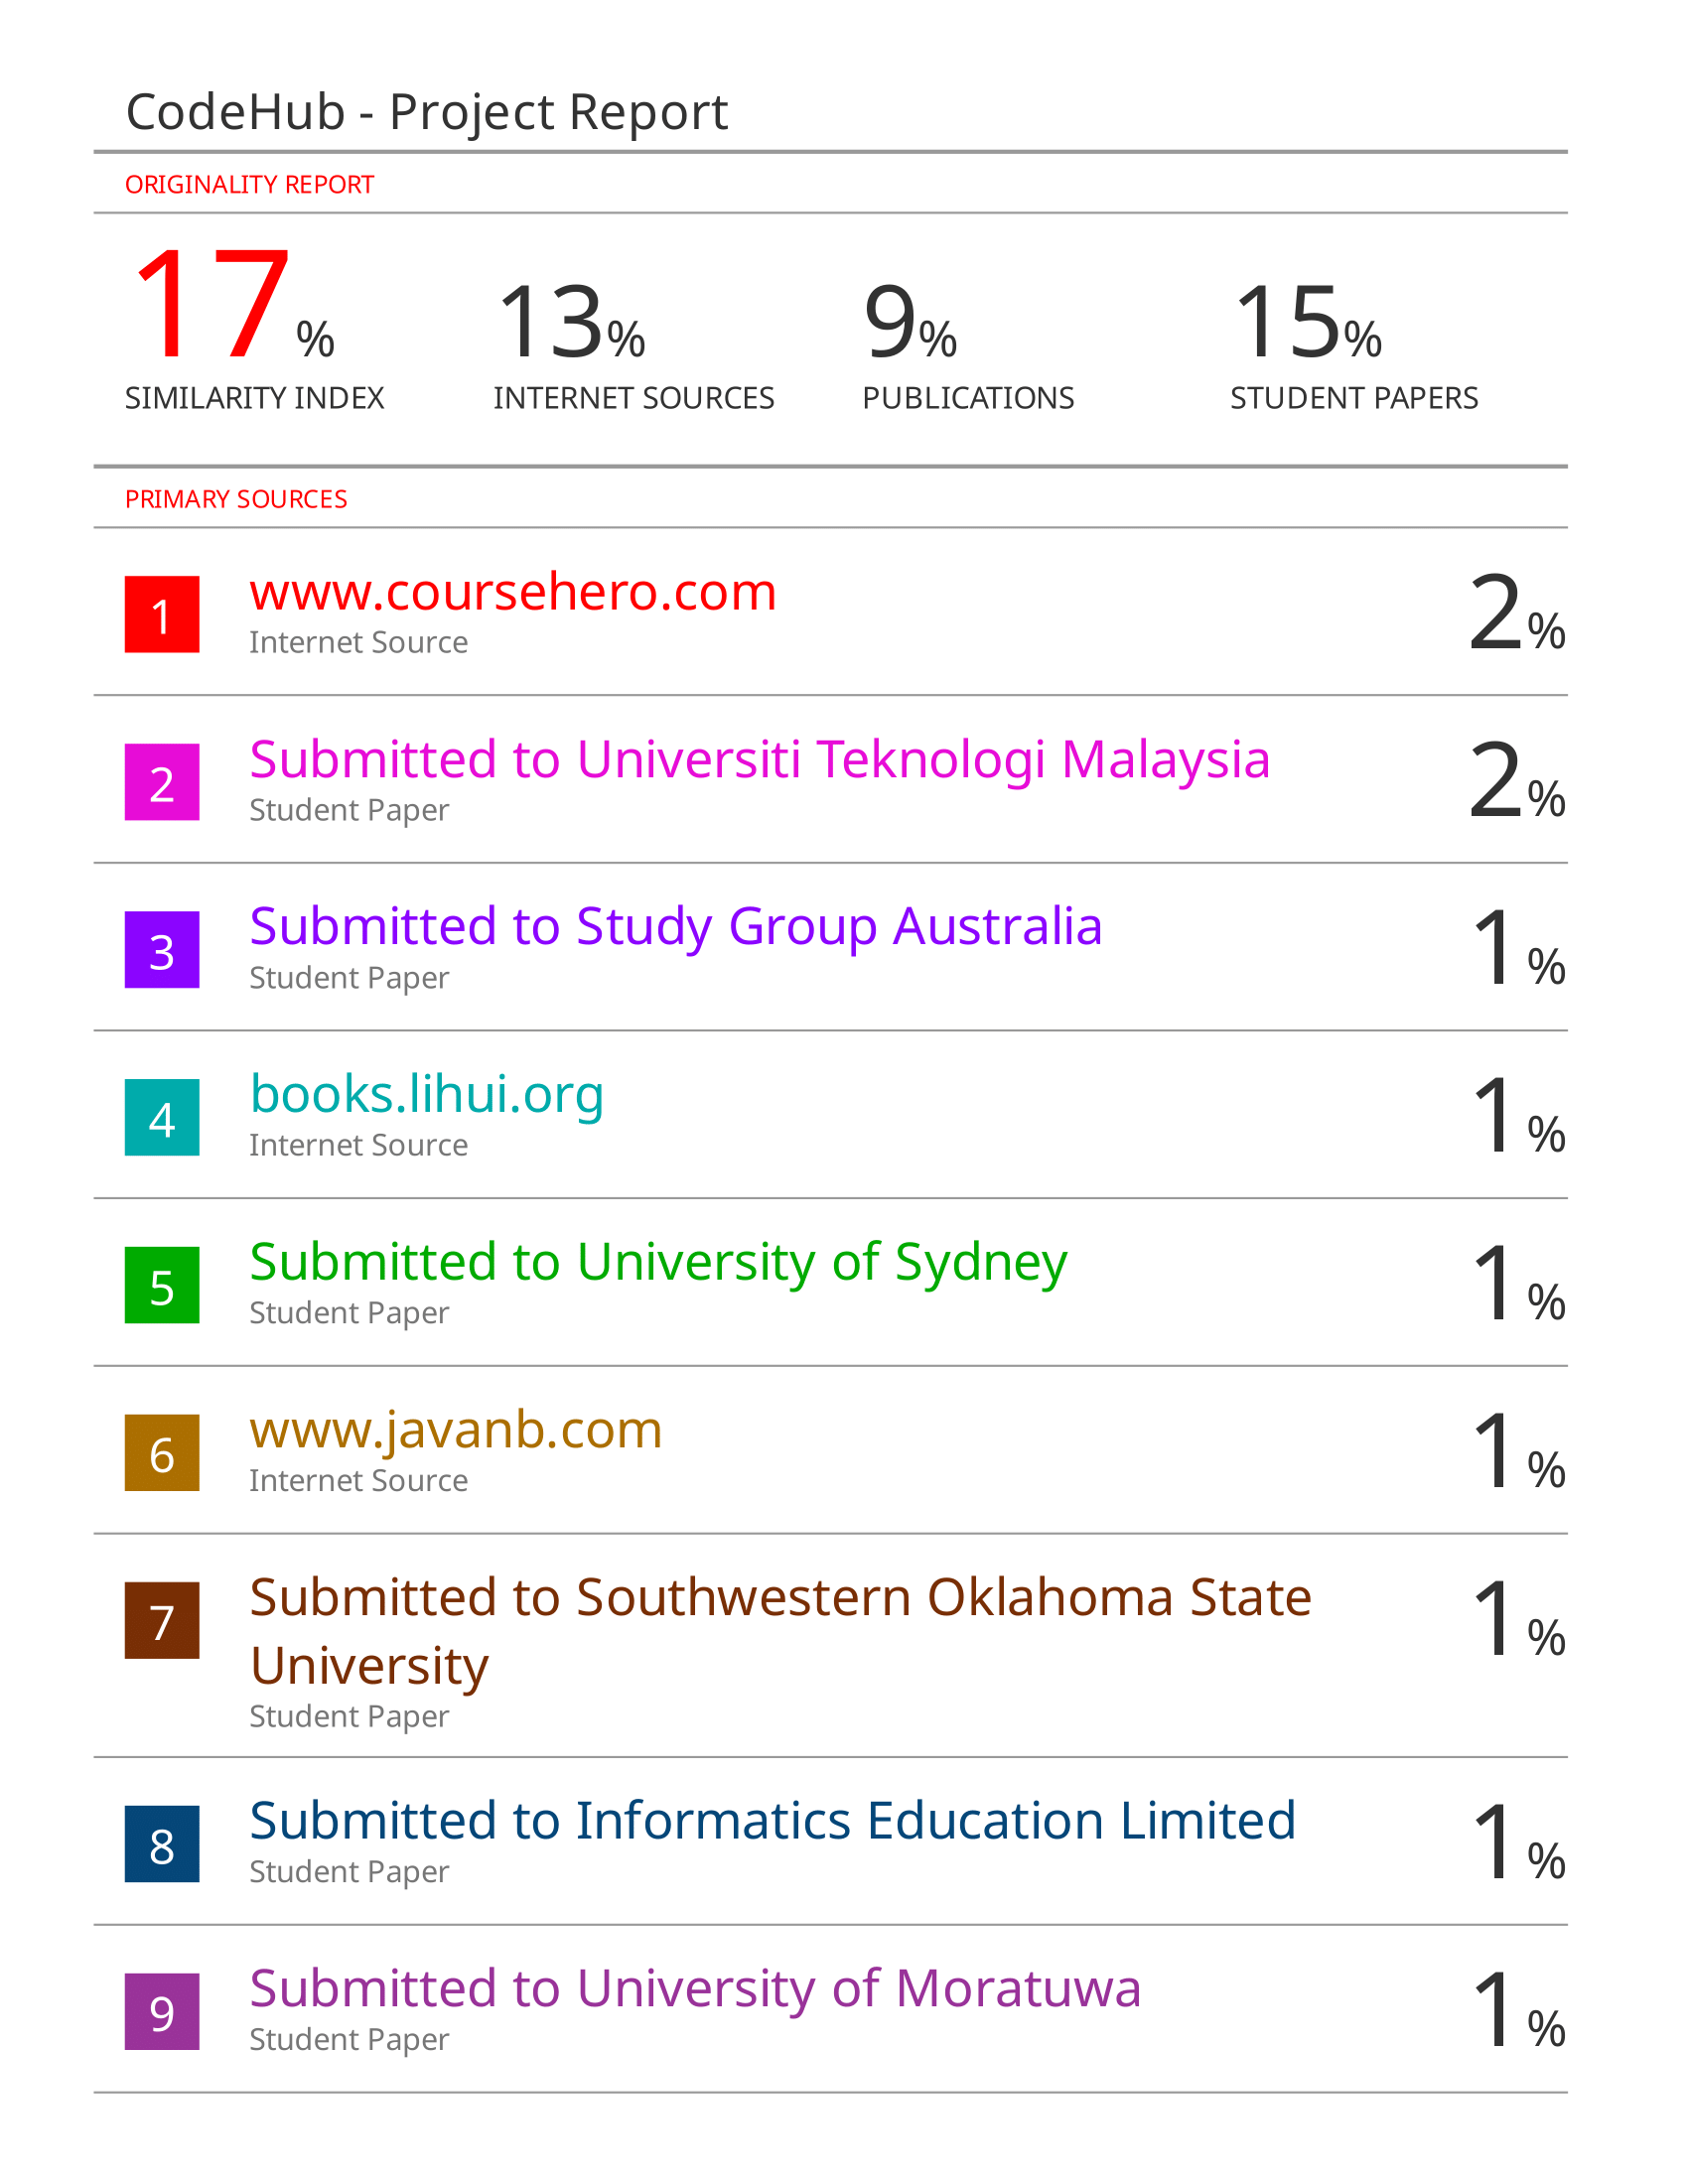 CodeHub - Project Report
ORIGINALITY REPORT
17% 13% 9% 15%
SIMILARITY INDEX INTERNET SOURCES PUBLICATIONS STUDENT PAPERS
PRIMARY SOURCES
1 www.coursehero.com 2%
Internet Source
2 Submitted to Universiti Teknologi Malaysia 2%
Student Paper
3 Submitted to Study Group Australia 1%
Student Paper
4 books.lihui.org 1%
Internet Source
5 Submitted to University of Sydney 1%
Student Paper
6 www.javanb.com 1%
Internet Source
7 Submitted to Southwestern Oklahoma State 1%
University
Student Paper
8 Submitted to Informatics Education Limited 1%
Student Paper
9 Submitted to University of Moratuwa 1%
Student Paper